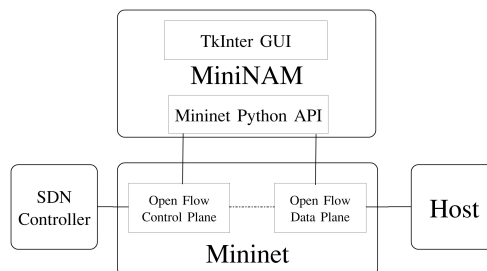 TkInter GUI
MiniNAM
Mininet Python API
SDN
Controller
Open Flow
Control Plane
Open Flow
Data Plane
Host
Mininet